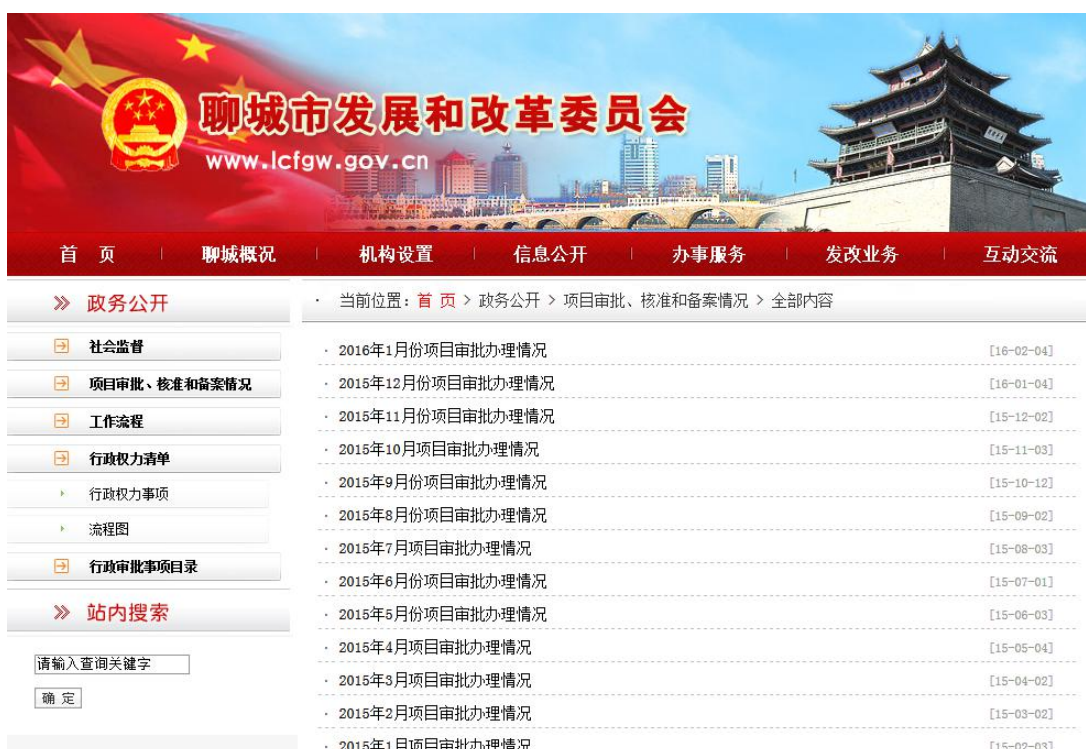 聊城市发展和改革委员会
www.lcfgw.gov.cn
首 页 聊城概况 机构设置 信息公开 办事服务 发改业务 互动交流
政务公开
社会监督
项目审批、核准和备案情况
工作流程
行政权力清单
行政权力事项
流程图
行政审批事项目录
站内搜索
请输入查询关键字
确 定
· 当前位置：首 页 > 政务公开 > 项目审批、核准和备案情况 > 全部内容
· 2016年1月份项目审批办理情况 [16-02-04]
· 2015年12月份项目审批办理情况 [16-01-04]
· 2015年11月份项目审批办理情况 [15-12-02]
· 2015年10月项目审批办理情况 [15-11-03]
· 2015年9月份项目审批办理情况 [15-10-12]
· 2015年8月份项目审批办理情况 [15-09-02]
· 2015年7月项目审批办理情况 [15-08-03]
· 2015年6月份项目审批办理情况 [15-07-01]
· 2015年5月份项目审批办理情况 [15-06-03]
· 2015年4月项目审批办理情况 [15-05-04]
· 2015年3月项目审批办理情况 [15-04-02]
· 2015年2月项目审批办理情况 [15-03-02]
· 2015年1月项目审批办理情况 [15-02-03]